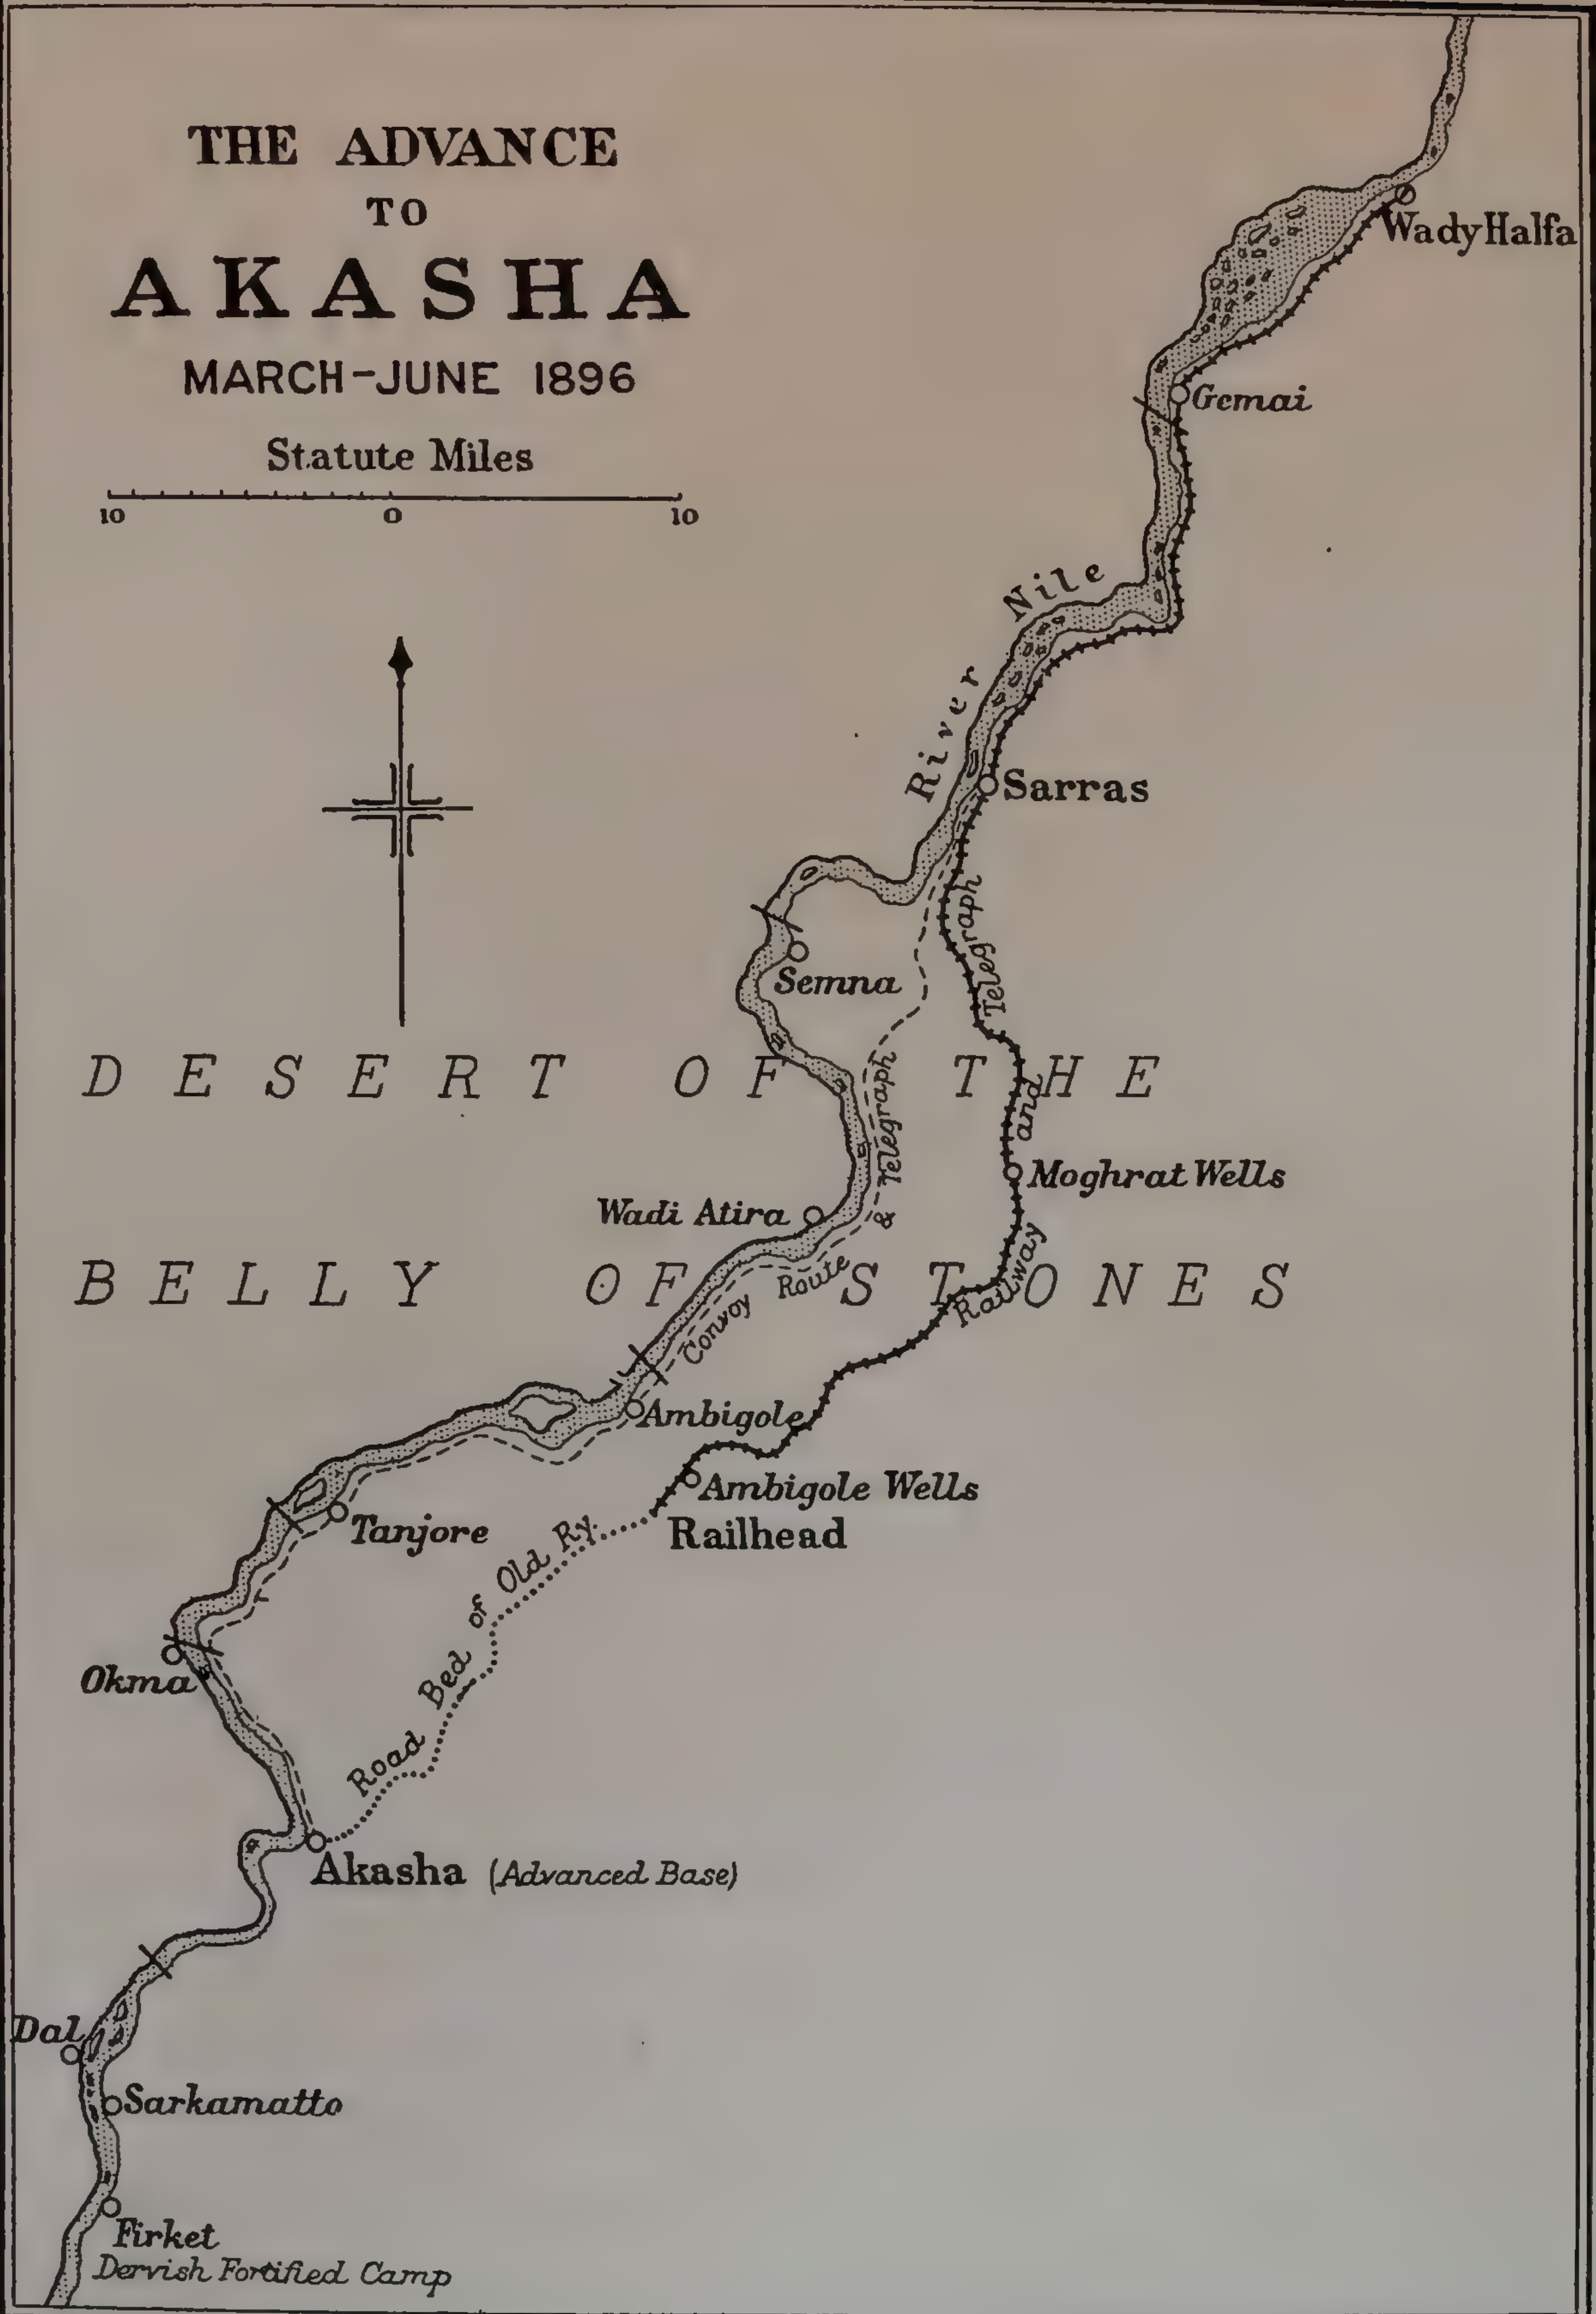 THE ADVANCE
TO
AKASHA
MARCH-JUNE 1896
Statute Miles
10 0 10
Wady Halfa
Gemai
River Nile
Sarras
Telegraph and Railway
Semna
DESERT OF THE
Moghrat Wells
Wadi Atira
BELLY OF STONES
Convoy Route & Telegraph
Ambigole
Ambigole Wells
Railhead
Tanjore
Road Bed of Old Ry.
Okma
Akasha (Advanced Base)
Dal
Sarkamatto
Firket
Dervish Fortified Camp